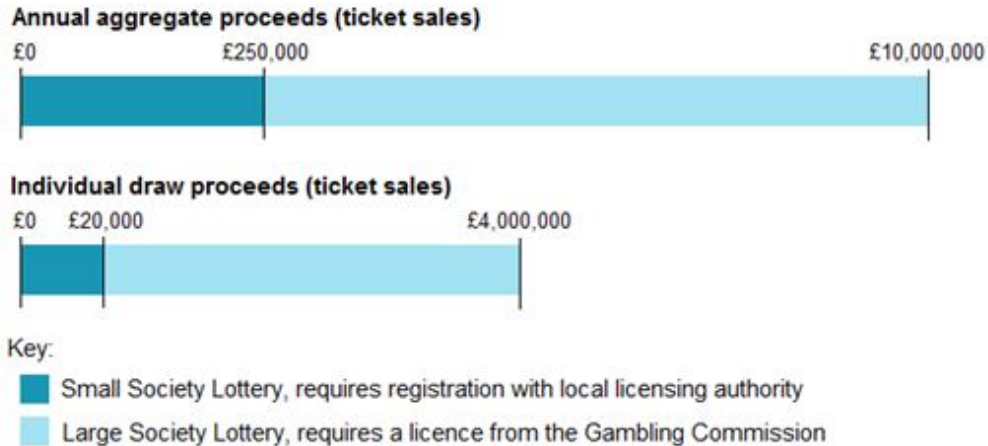 Annual aggregate proceeds (ticket sales)
£0 £250,000 £10,000,000
Individual draw proceeds (ticket sales)
£0 £20,000 £4,000,000
Key:
Small Society Lottery, requires registration with local licensing authority
Large Society Lottery, requires a licence from the Gambling Commission